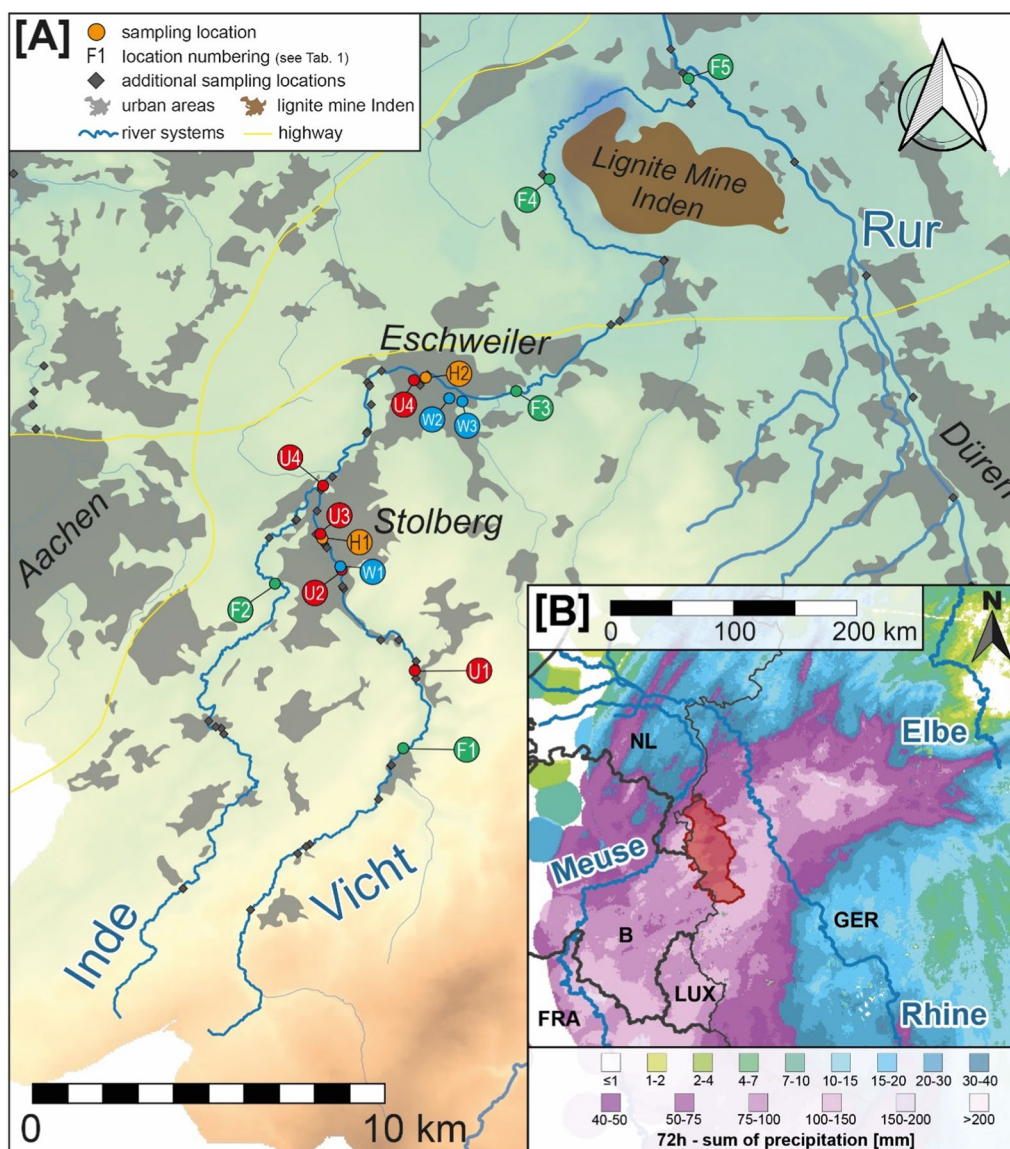 [A]
sampling location
F1 location numbering (see Tab. 1)
additional sampling locations
urban areas
lignite mine Inden
river systems
highway
F5
Lignite Mine
Inden
F4
Rur
Eschweiler
H2
U4
W2
W3
F3
U4
Düren
Aachen
U3
Stolberg
H1
W1
U2
F2
U1
F1
Vicht
Inde
0
10 km
[B]
0
100
200 km
N
NL
Elbe
Meuse
GER
B
LUX
FRA
Rhine
≤1
1-2
2-4
4-7
7-10
10-15
15-20
20-30
30-40
40-50
50-75
75-100
100-150
150-200
>200
72h - sum of precipitation [mm]